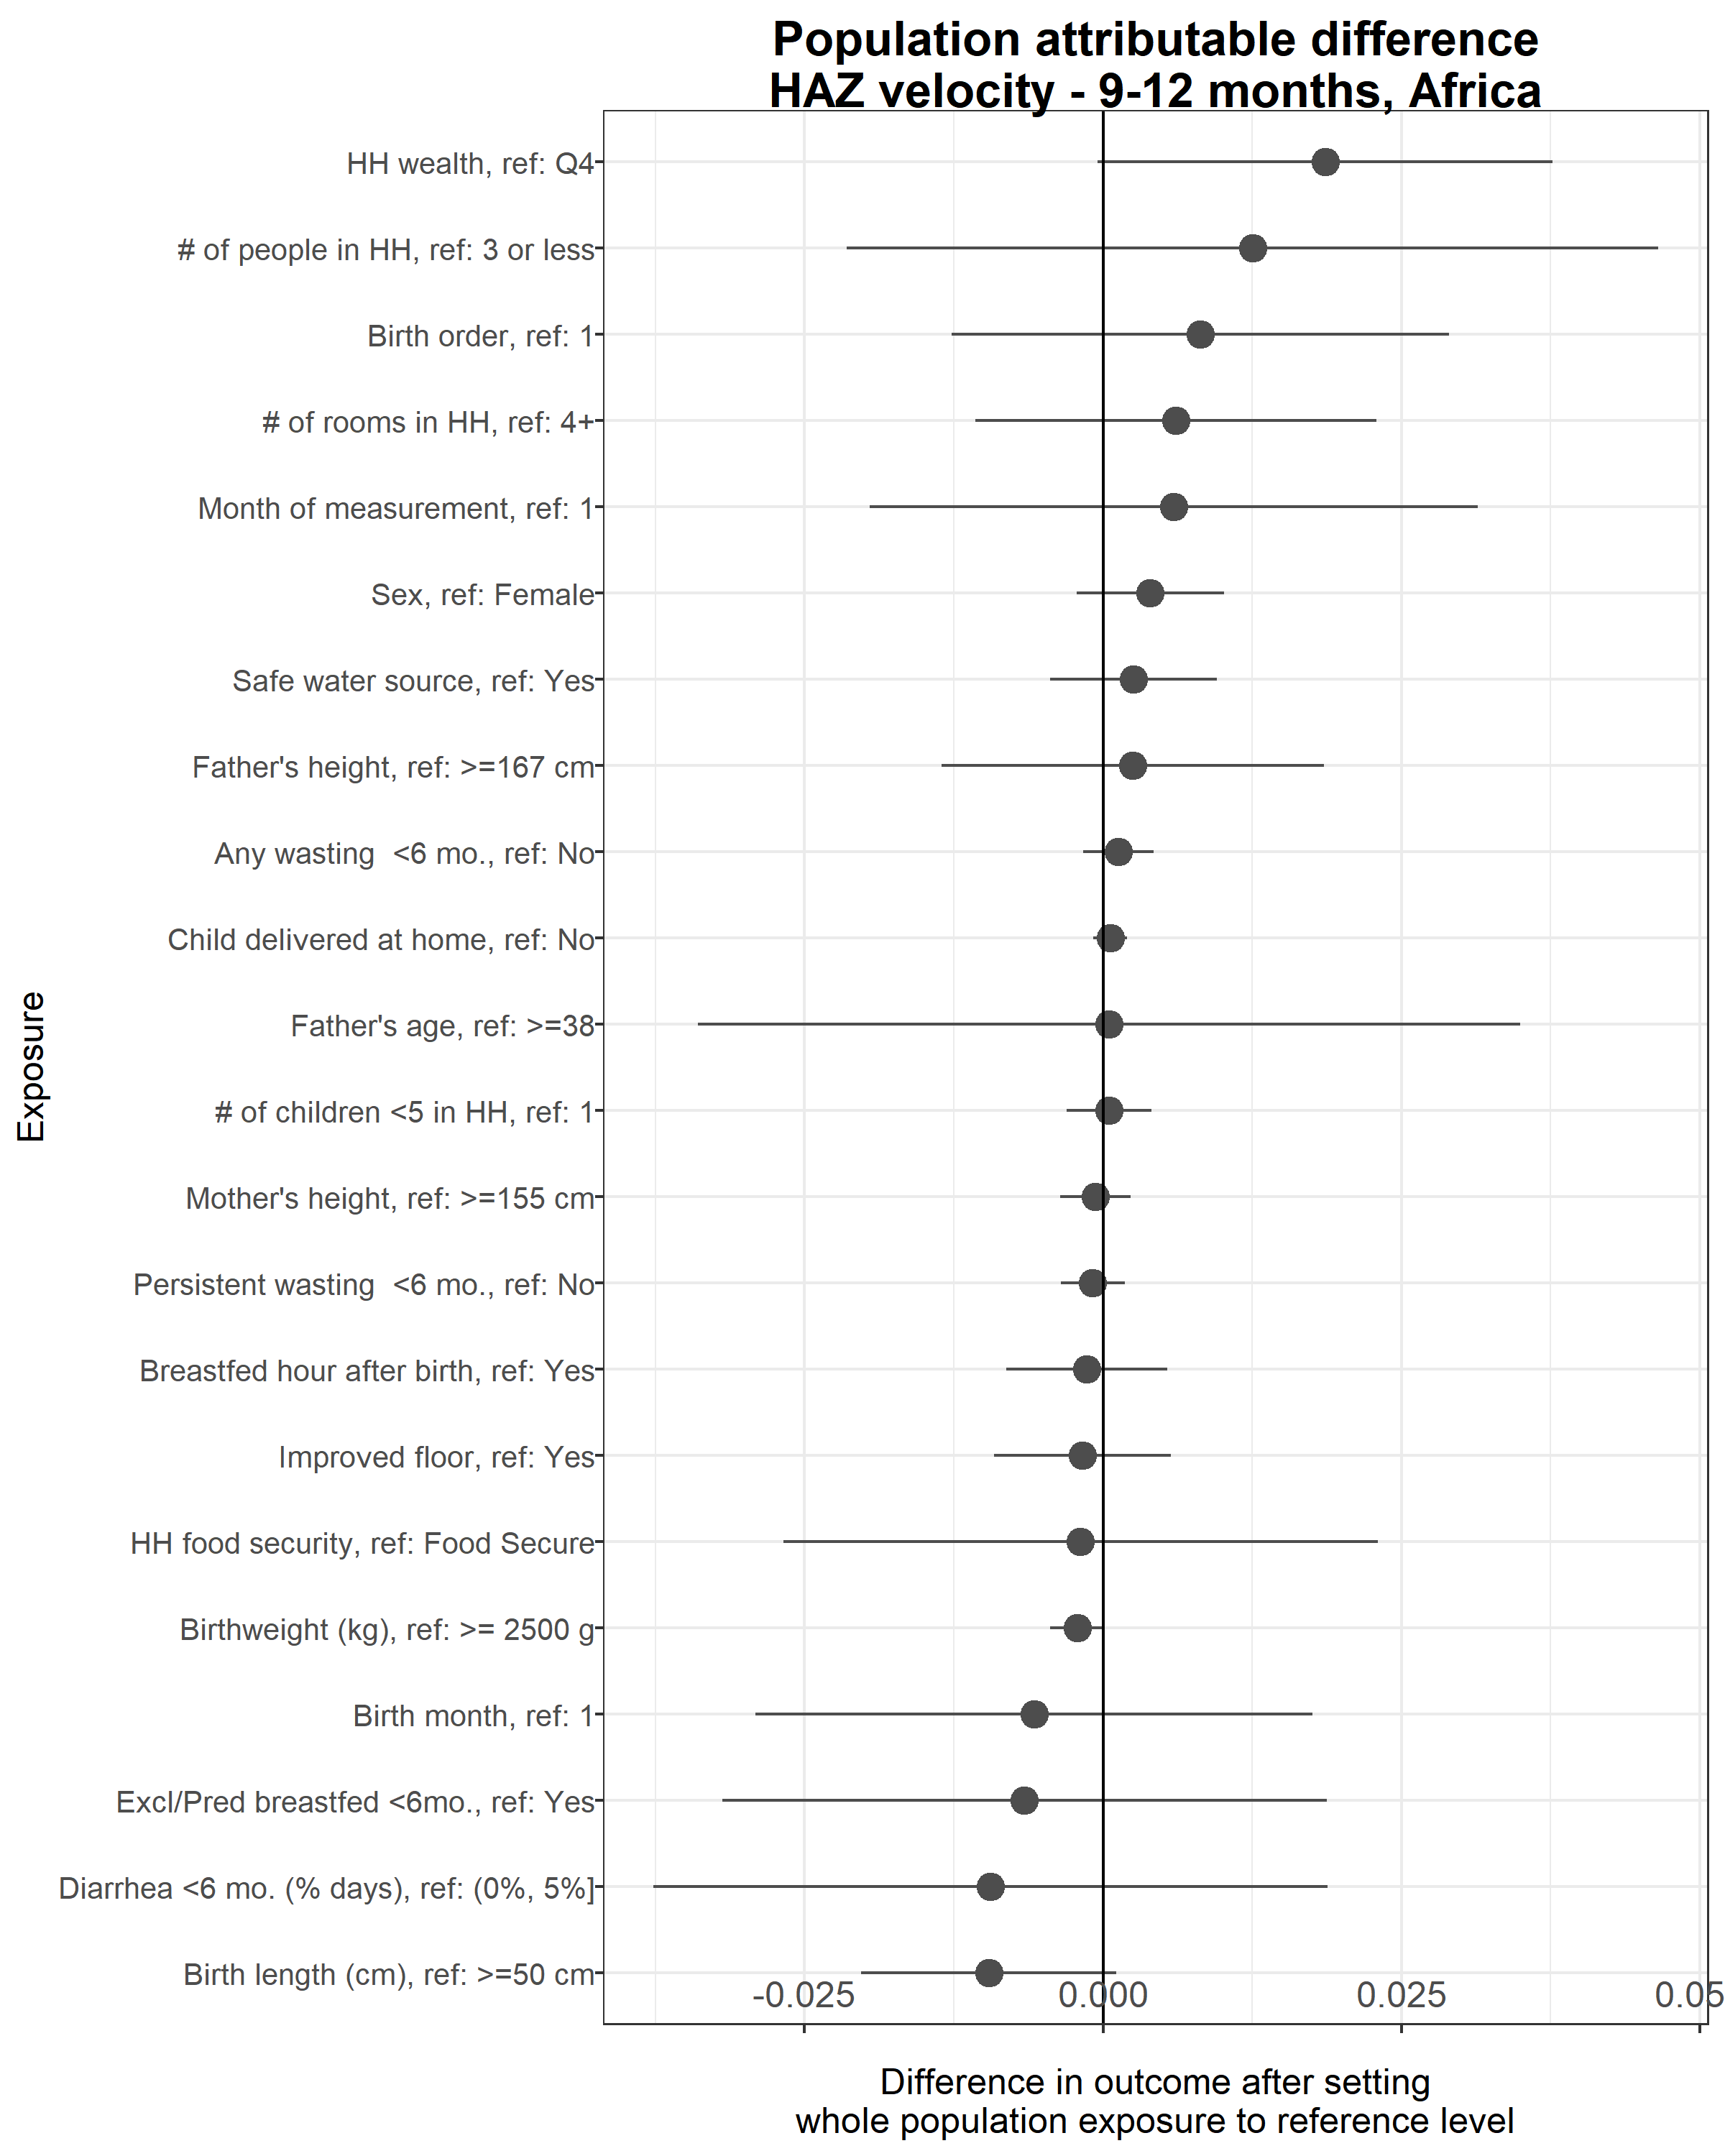 Population attributable difference
HAZ velocity - 9-12 months, Africa
HH wealth, ref: Q4
# of people in HH, ref: 3 or less
Birth order, ref: 1
# of rooms in HH, ref: 4+
Month of measurement, ref: 1
Sex, ref: Female
Safe water source, ref: Yes
Father's height, ref: >=167 cm
Any wasting  <6 mo., ref: No
Child delivered at home, ref: No
Father's age, ref: >=38
# of children <5 in HH, ref: 1
Mother's height, ref: >=155 cm
Persistent wasting  <6 mo., ref: No
Breastfed hour after birth, ref: Yes
Improved floor, ref: Yes
HH food security, ref: Food Secure
Birthweight (kg), ref: >= 2500 g
Birth month, ref: 1
Excl/Pred breastfed <6mo., ref: Yes
Diarrhea <6 mo. (% days), ref: (0%, 5%]
Birth length (cm), ref: >=50 cm
Exposure
-0.025 0.000 0.025 0.05
Difference in outcome after setting
whole population exposure to reference level